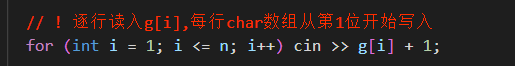 // ! 逐行读入g[i],每行char数组从第1位开始写入
for (int i = 1; i <= n; i++) cin >> g[i] + 1;